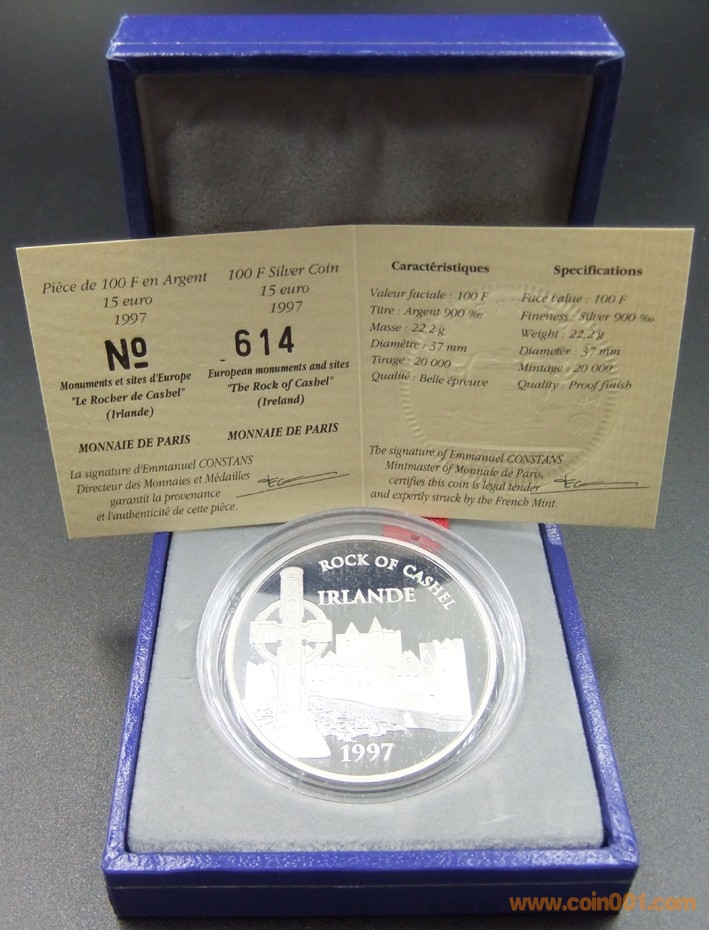 Pièce de 100 F en Argent
15 euro
1997
Nº
Monuments et sites d'Europe
"Le Rocher de Cashel"
(Irlande)
MONNAIE DE PARIS
100 F Silver Coin
15 euro
1997
614
European monuments and sites
"The Rock of Cashel"
(Ireland)
MONNAIE DE PARIS
La signature d'Emmanuel CONSTANS
Directeur des Monnaies et Médailles
garantit la provenance
et l'authenticité de cette pièce.
Caractéristiques
Valeur faciale : 100 F
Titre : Argent 900 ‰
Masse : 22,2 g
Diamètre : 37 mm
Tirage : 20 000
Qualité : Belle épreuve
Specifications
Face value : 100 F
Fineness : Silver 900 ‰
Weight : 22,2 g
Diameter : 37 mm
Mintage : 20 000
Quality : Proof finish
The signature of Emmanuel CONSTANS
Mintmaster of Monnaie de Paris,
certifies this coin is legal tender
and expertly struck by the French Mint.
ROCK OF CASHEL
IRLANDE
1997
www.coin001.com